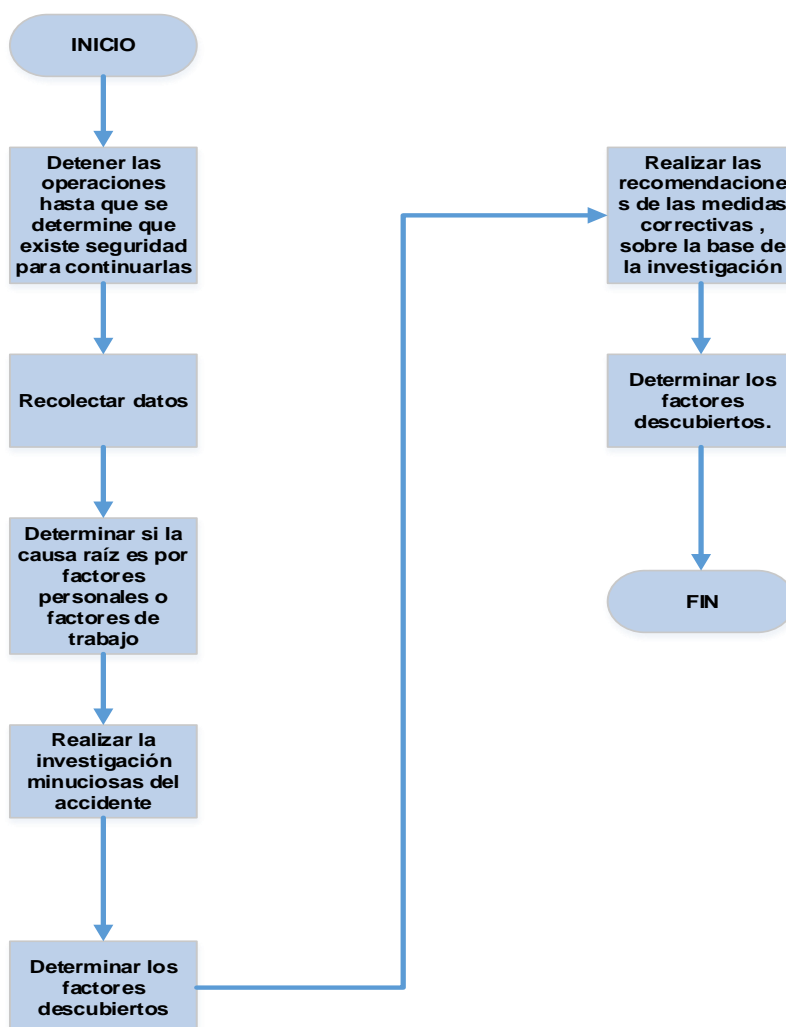 INICIO
Detener las
operaciones
hasta que se
determine que
existe seguridad
para continuarlas
Recolectar datos
Determinar si la
causa raíz es por
factores
personales o
factores de
trabajo
Realizar la
investigación
minuciosas del
accidente
Determinar los
factores
descubiertos
Realizar las
recomendacione
s de las medidas
correctivas ,
sobre la base de
la investigación
Determinar los
factores
descubiertos.
FIN